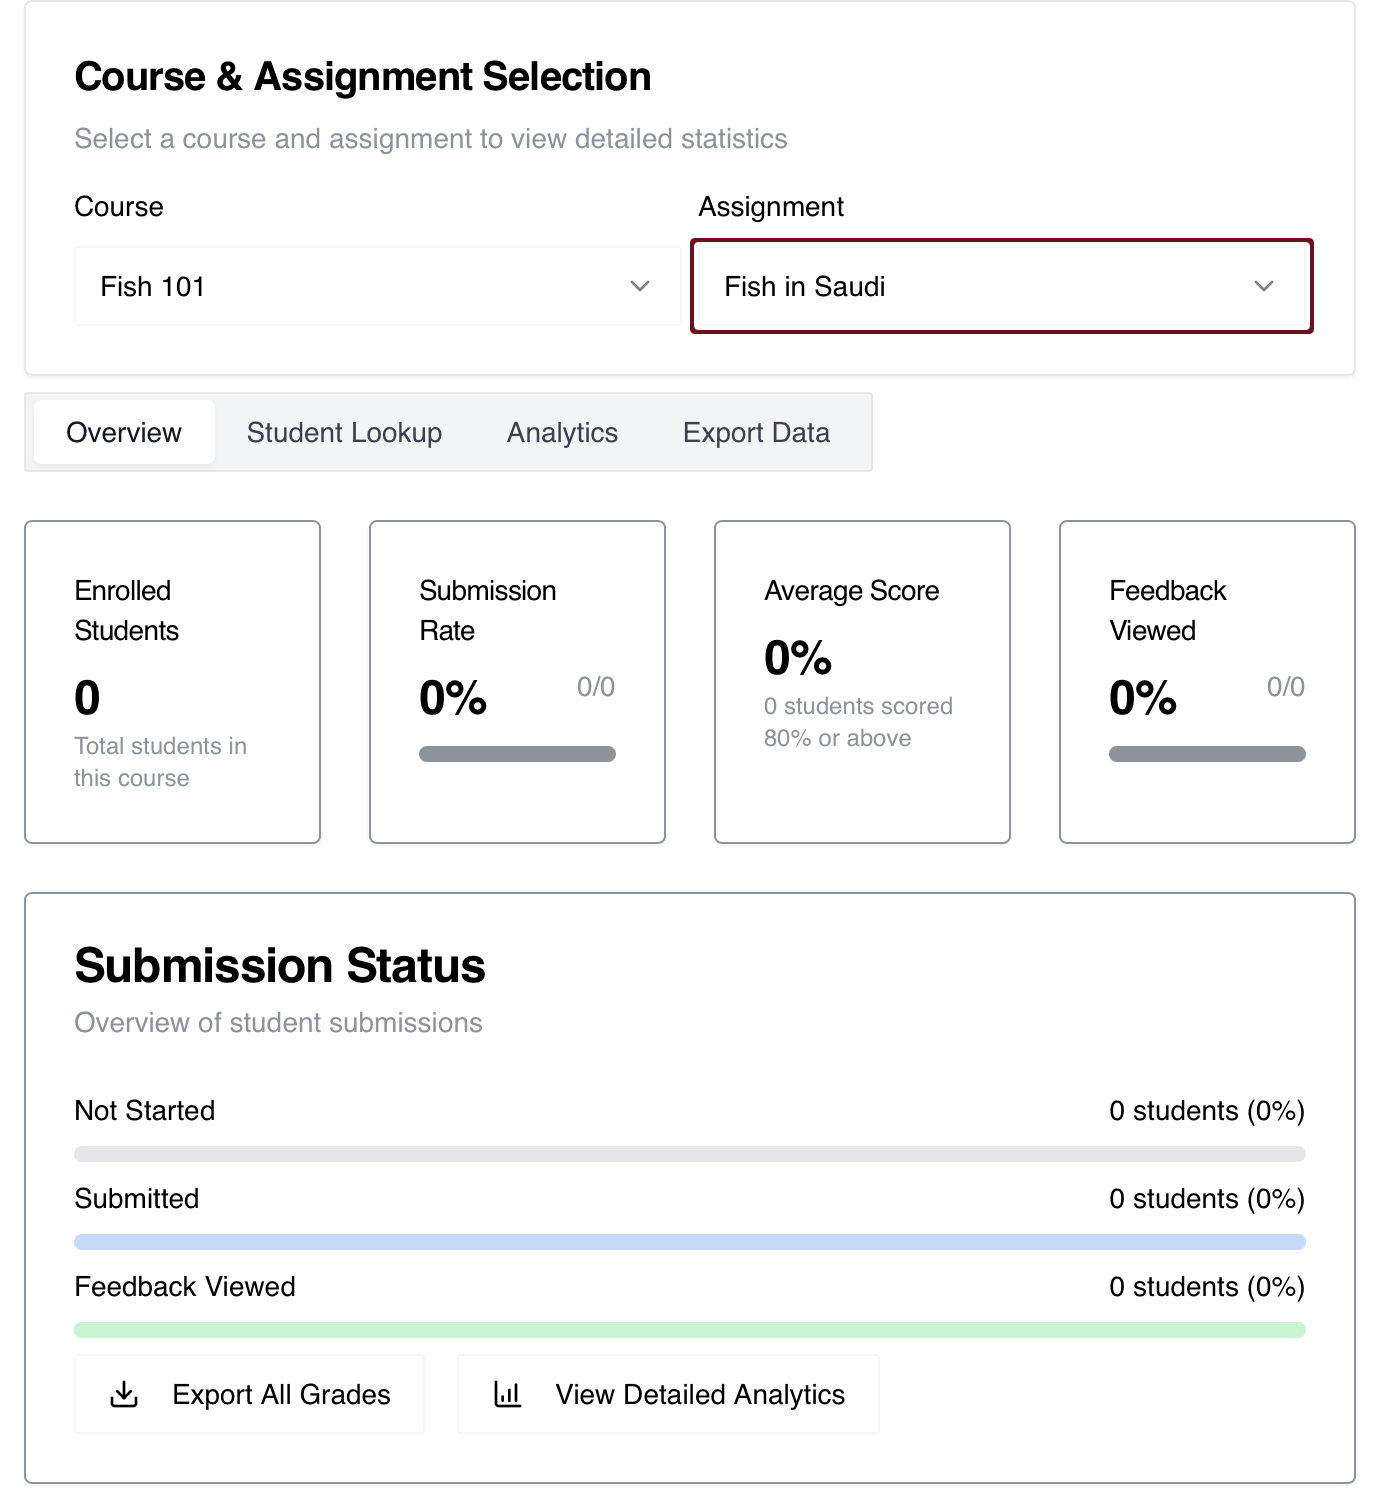 Course & Assignment Selection
Select a course and assignment to view detailed statistics
Course
Assignment
Fish 101
Fish in Saudi
Overview
Student Lookup
Analytics
Export Data
Enrolled
Students
0
Total students in
this course
Submission
Rate
0%
0/0
Average Score
0%
0 students scored
80% or above
Feedback
Viewed
0%
0/0
Submission Status
Overview of student submissions
Not Started
0 students (0%)
Submitted
0 students (0%)
Feedback Viewed
0 students (0%)
Export All Grades
View Detailed Analytics